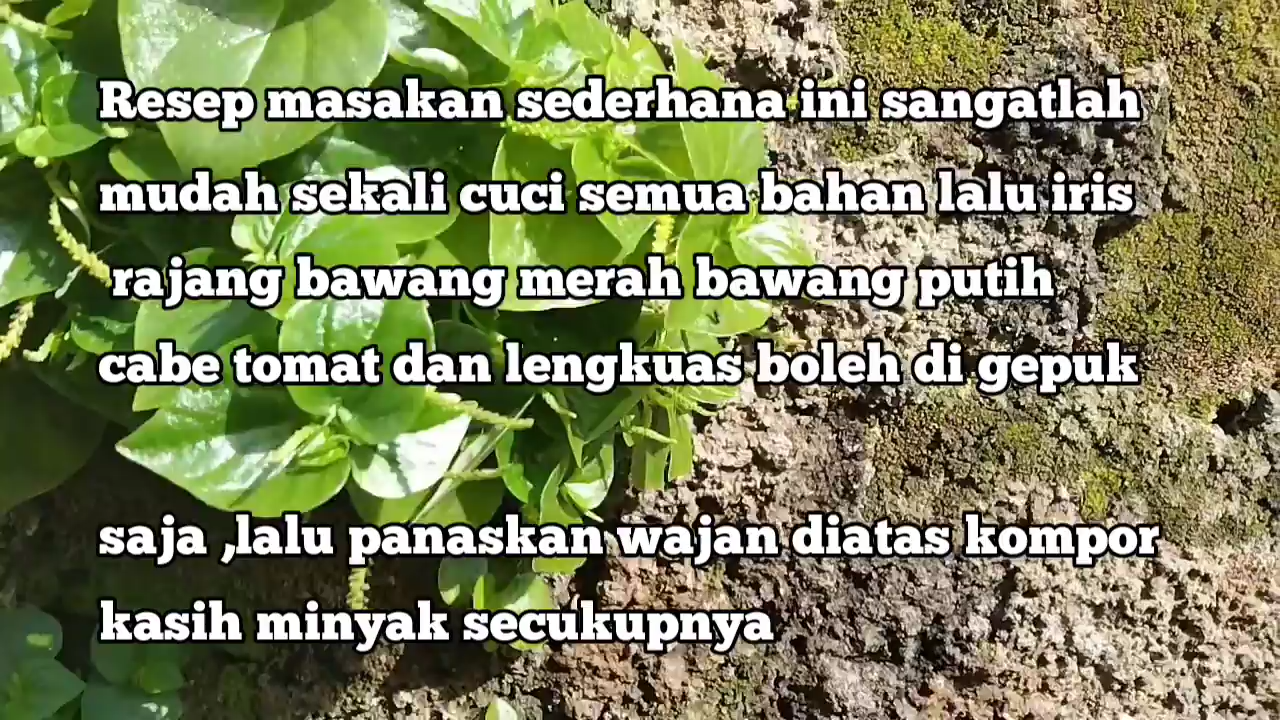 Resep masakan sederhana ini sangatlah
mudah sekali cuci semua bahan lalu iris
rajang bawang merah bawang putih
cabe tomat dan lengkuas boleh di gepuk
saja ,lalu panaskan wajan diatas kompor
kasih minyak secukupnya